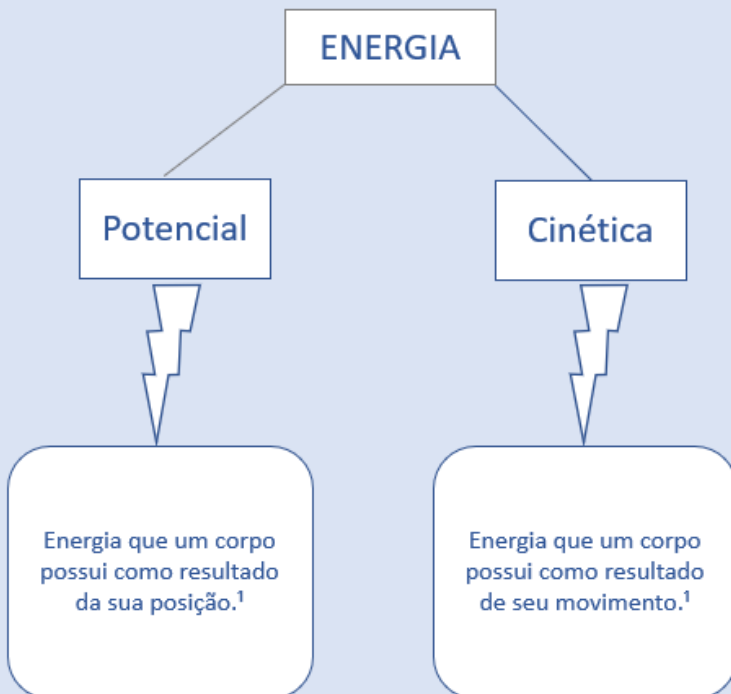 ENERGIA
Potencial
Cinética
Energia que um corpo
possui como resultado
da sua posição.¹
Energia que um corpo
possui como resultado
de seu movimento.¹